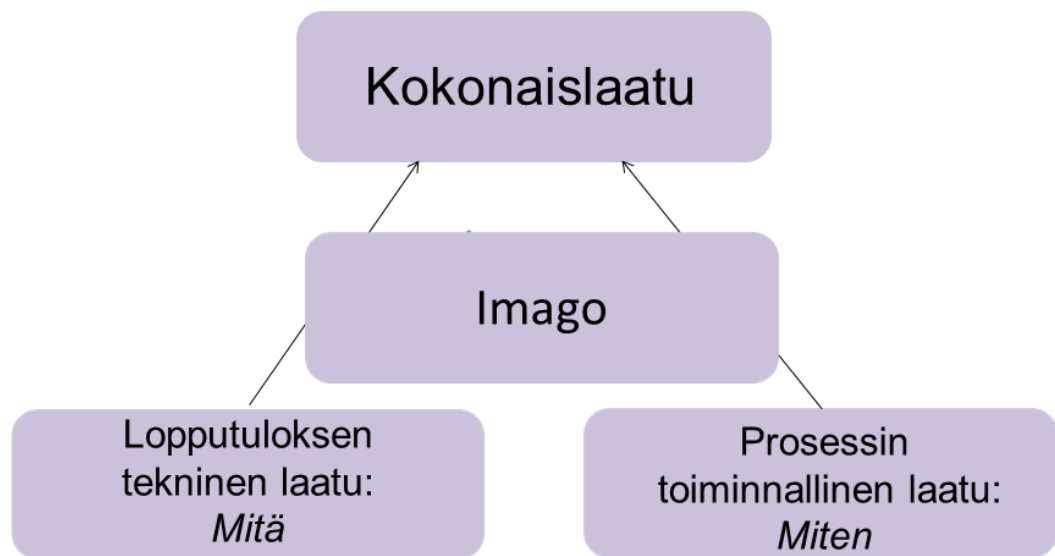 Kokonaislaatu
Imago
Lopputuloksen
tekninen laatu:
Mitä
Prosessin
toiminnallinen laatu:
Miten